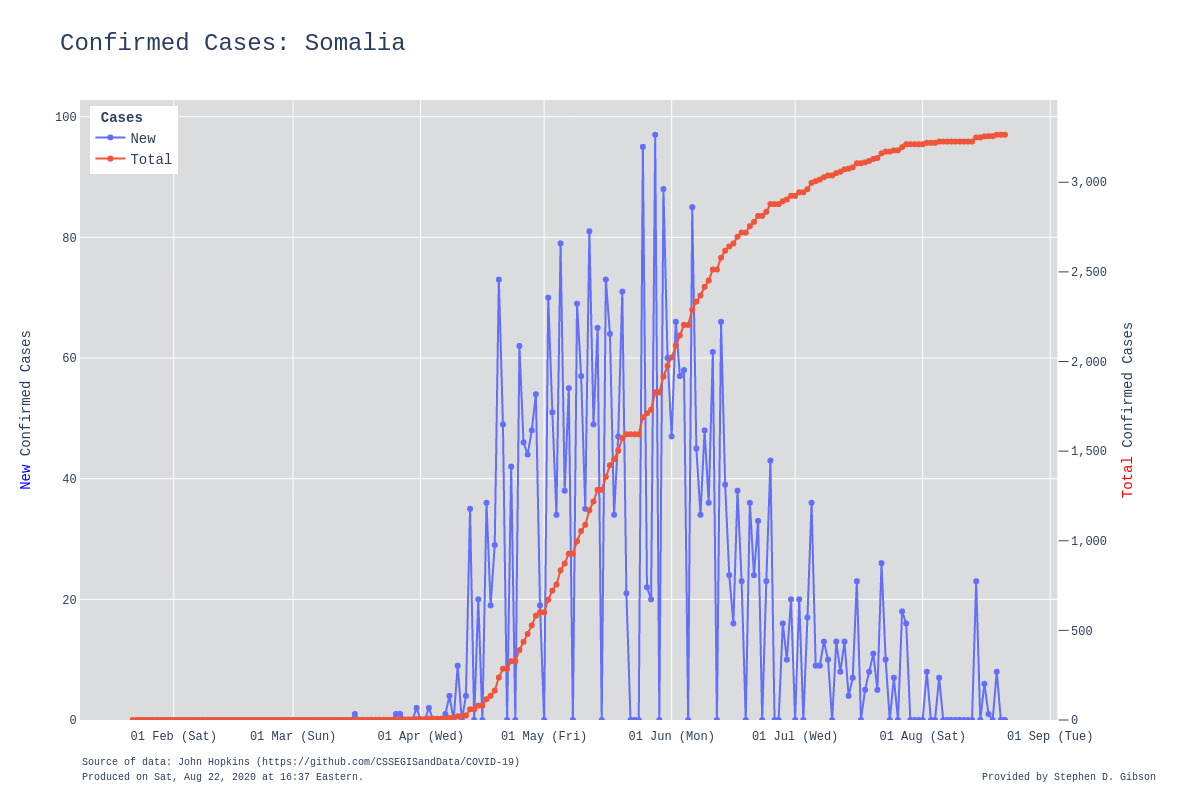 Confirmed Cases: Somalia
Cases
New
Total
100
80
60
40
20
0
3,000
2,500
2,000
1,500
1,000
500
0
New Confirmed Cases
Total Confirmed Cases
01 Feb (Sat)
01 Mar (Sun)
01 Apr (Wed)
01 May (Fri)
01 Jun (Mon)
01 Jul (Wed)
01 Aug (Sat)
01 Sep (Tue)
Source of data: John Hopkins (https://github.com/CSSEGISandData/COVID-19)
Produced on Sat, Aug 22, 2020 at 16:37 Eastern.
Provided by Stephen D. Gibson